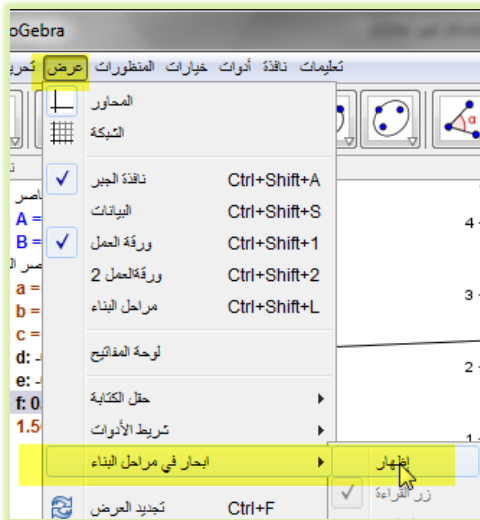 oGebra
تعليمات نافذة أدوات خيارات المنظورات عرض تحرير
المحاور
الشبكة
نافذة الجبر Ctrl+Shift+A
البيانات Ctrl+Shift+S
ورقة العمل Ctrl+Shift+1
ورقةالعمل 2 Ctrl+Shift+2
مراحل البناء Ctrl+Shift+L
لوحة المفاتيح
حقل الكتابة
شريط الأدوات
ابحار في مراحل البناء
إظهار
زر القراءة
تجديد العرض Ctrl+F
A =
B =
a =
b =
c =
d: -
e: -
f: 0.
1.5
4
3
2
1
α